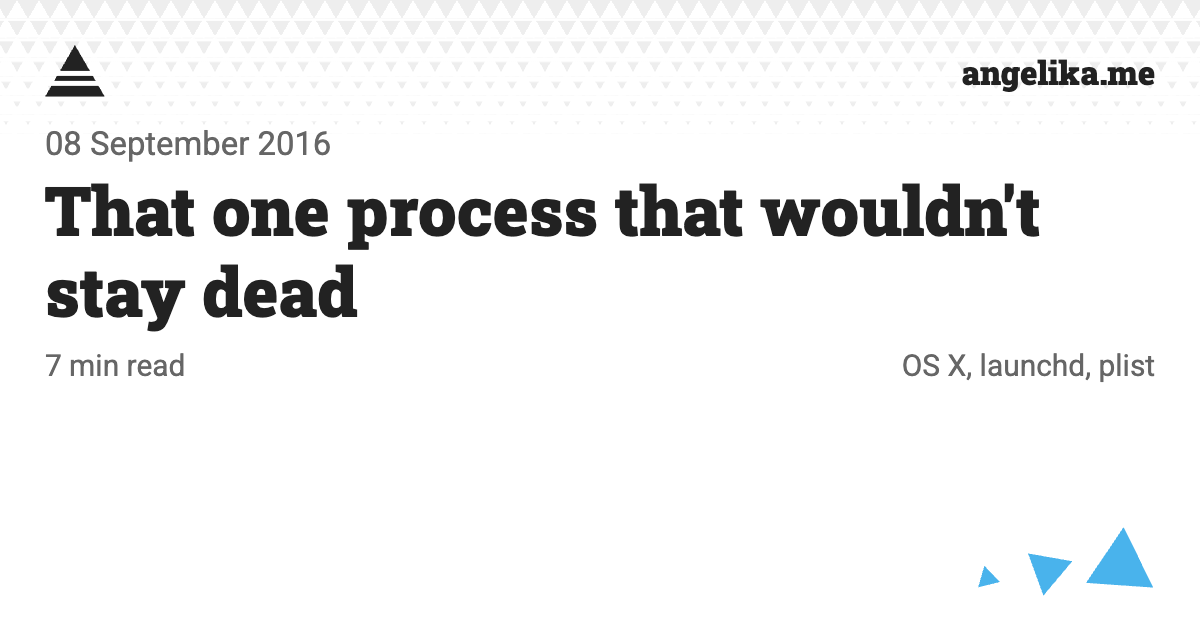 angelika.me
08 September 2016
That one process that wouldn't
stay dead
7 min read
OS X, launchd, plist